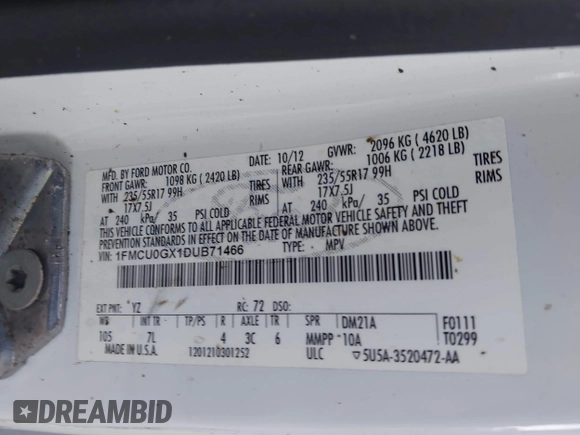 MFD. BY FORD MOTOR CO.
DATE: 10/12 GVWR: 2096 KG ( 4620 LB)
FRONT GAWR: 1098 KG ( 2420 LB) REAR GAWR: 1006 KG ( 2218 LB)
WITH 235/55R17 99H TIRES WITH 235/55R17 99H TIRES
17X7.5J RIMS 17X7.5J RIMS
AT 240 kPa/ 35 PSI COLD AT 240 kPa/ 35 PSI COLD
THIS VEHICLE CONFORMS TO ALL APPLICABLE FEDERAL MOTOR VEHICLE SAFETY AND THEFT
PREVENTION STANDARDS IN EFFECT ON THE DATE OF MANUFACTURE SHOWN ABOVE.
VIN: 1FMCU0GX1DUB71466 TYPE: MPV
EXT PNT: YZ RC: 72 DSO:
WB INT TR TP/PS R AXLE TR SPR DM21A F0111
105 7L 4 3C 6 MMPP 10A T0299
MADE IN U.S.A. 1201210301252 ULC 5U5A-3520472-AA
DREAMBID